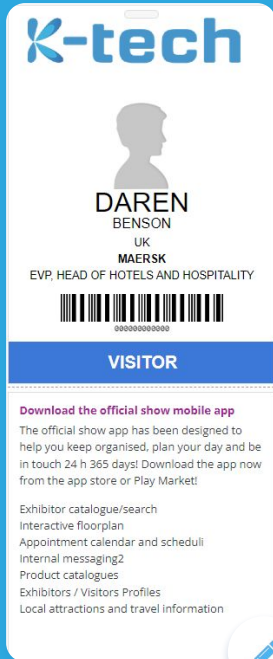 K-tech
DAREN
BENSON
UK
MAERSK
EVP, HEAD OF HOTELS AND HOSPITALITY
000000000000
VISITOR
Download the official show mobile app
The official show app has been designed to
help you keep organised, plan your day and be
in touch 24 h 365 days! Download the app now
from the app store or Play Market!
Exhibitor catalogue/search
Interactive floorplan
Appointment calendar and scheduli
Internal messaging2
Product catalogues
Exhibitors / Visitors Profiles
Local attractions and travel information